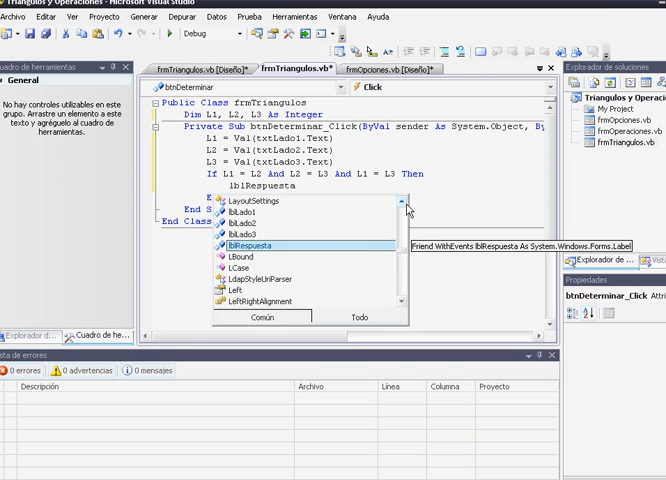 Triangulos y Operaciones - Microsoft Visual Studio
Archivo Editar Ver Proyecto Generar Depurar Datos Prueba Herramientas Ventana Ayuda
Debug
Cuadro de herramientas
General
No hay controles utilizables en este
grupo. Arrastre un elemento a este
texto y agréguelo al cuadro de
herramientas.
Explorador d... Cuadro de he...
frmTriangulos.vb [Diseño]* frmTriangulos.vb* frmOpciones.vb [Diseño]*
btnDeterminar Click
Public Class frmTriangulos
Dim L1, L2, L3 As Integer
Private Sub btnDeterminar_Click(ByVal sender As System.Object, By
L1 = Val(txtLado1.Text)
L2 = Val(txtLado2.Text)
L3 = Val(txtLado3.Text)
If L1 = L2 And L2 = L3 And L1 = L3 Then
lblRespuesta
E
End S
End Class
LayoutSettings
lblLado1
lblLado2
lblLado3
lblRespuesta
LBound
LCase
LdapStyleUriParser
Left
LeftRightAlignment
Común Todo
Friend WithEvents lblRespuesta As System.Windows.Forms.Label
Explorador de soluciones
Triangulos y Operacio
My Project
frmOpciones.vb
frmOperaciones.vb
frmTriangulos.vb
Explorador de... Vista
Propiedades
btnDeterminar_Click Atri
Lista de errores
0 errores 0 advertencias 0 mensajes
Descripción Archivo Línea Columna Proyecto